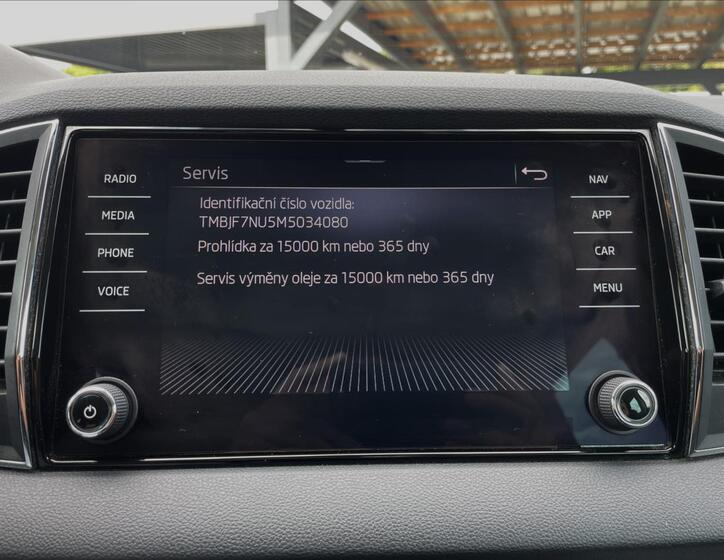 Servis
RADIO
MEDIA
PHONE
VOICE
Identifikační číslo vozidla:
TMBJF7NU5M5034080
Prohlídka za 15000 km nebo 365 dny
Servis výměny oleje za 15000 km nebo 365 dny
NAV
APP
CAR
MENU